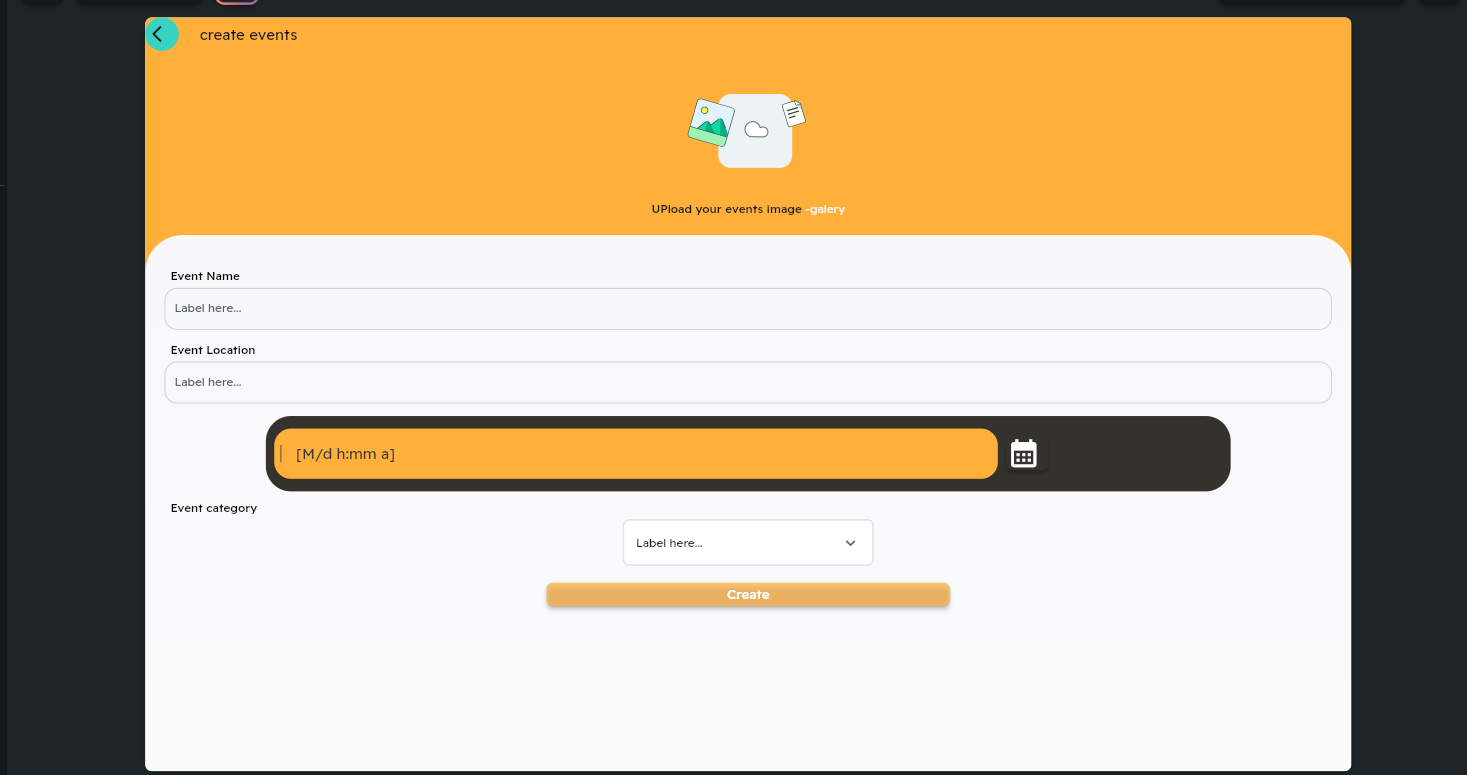 create events
UPload your events image -galery
Event Name
Label here...
Event Location
Label here...
[M/d h:mm a]
Event category
Label here...
Create